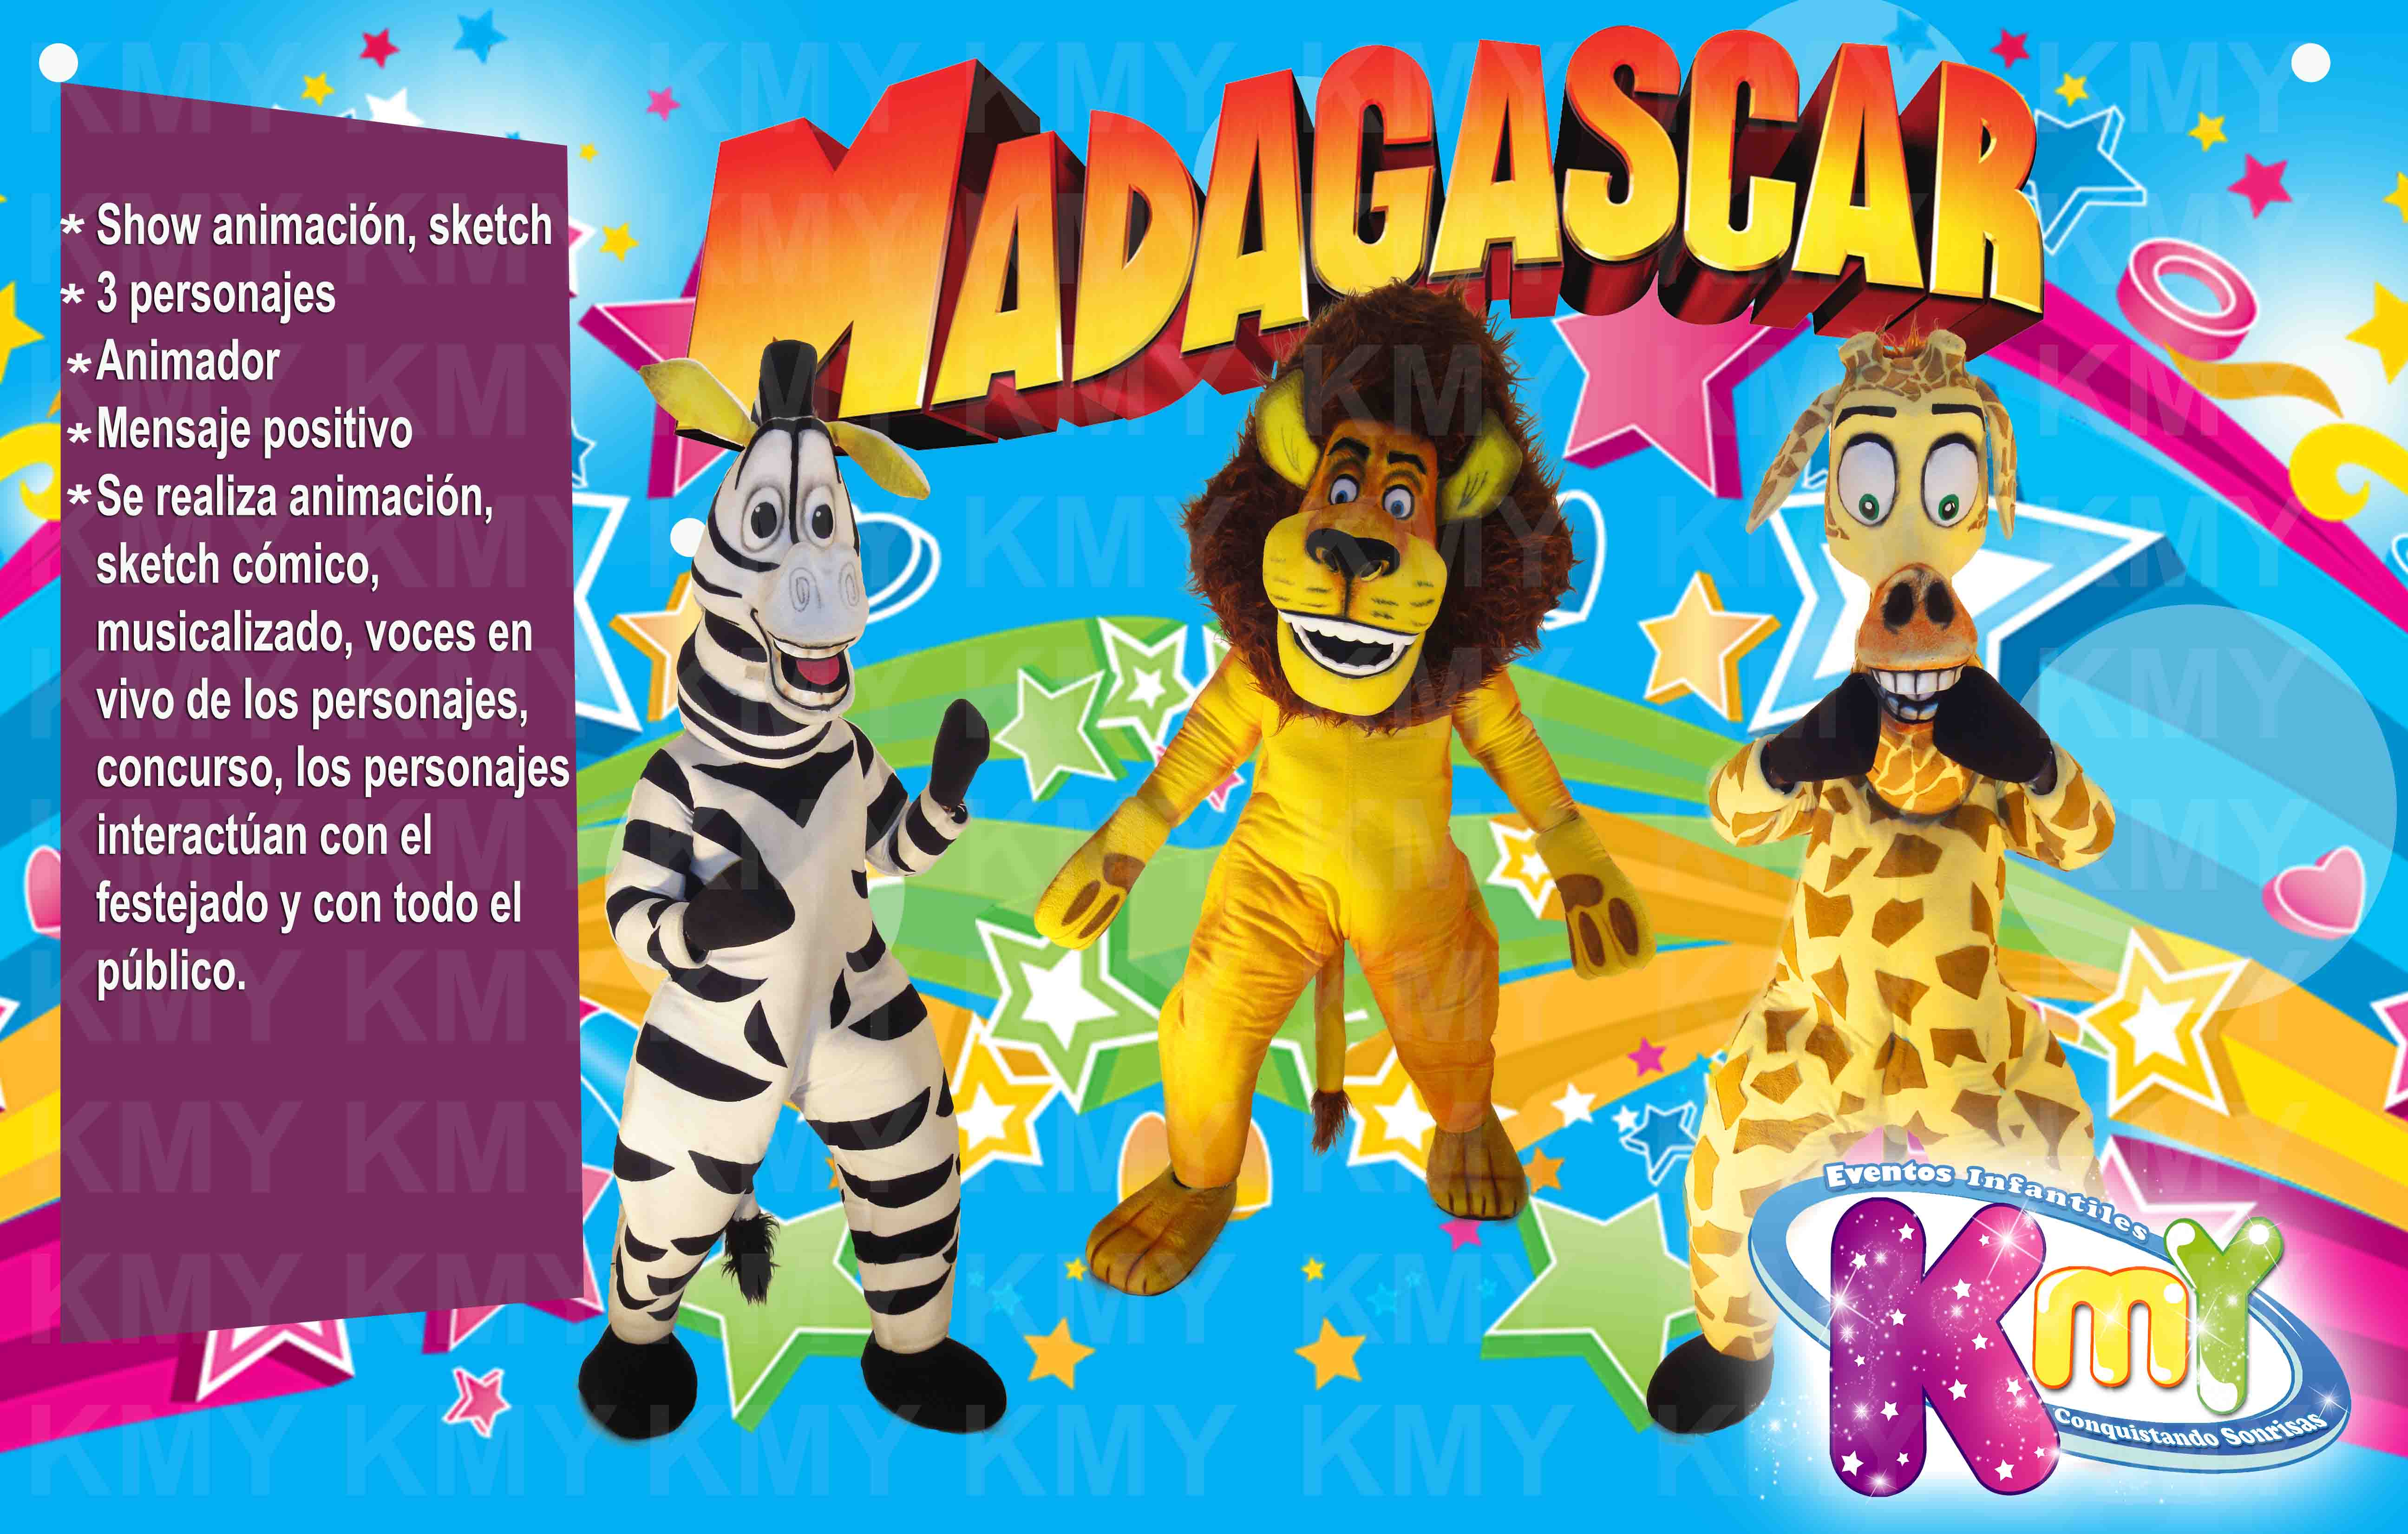 MADAGASCAR
* Show animación, sketch
* 3 personajes
* Animador
* Mensaje positivo
* Se realiza animación,
sketch cómico,
musicalizado, voces en
vivo de los personajes,
concurso, los personajes
interactúan con el
festejado y con todo el
público.
Eventos Infantiles
KmY
Conquistando Sonrisas